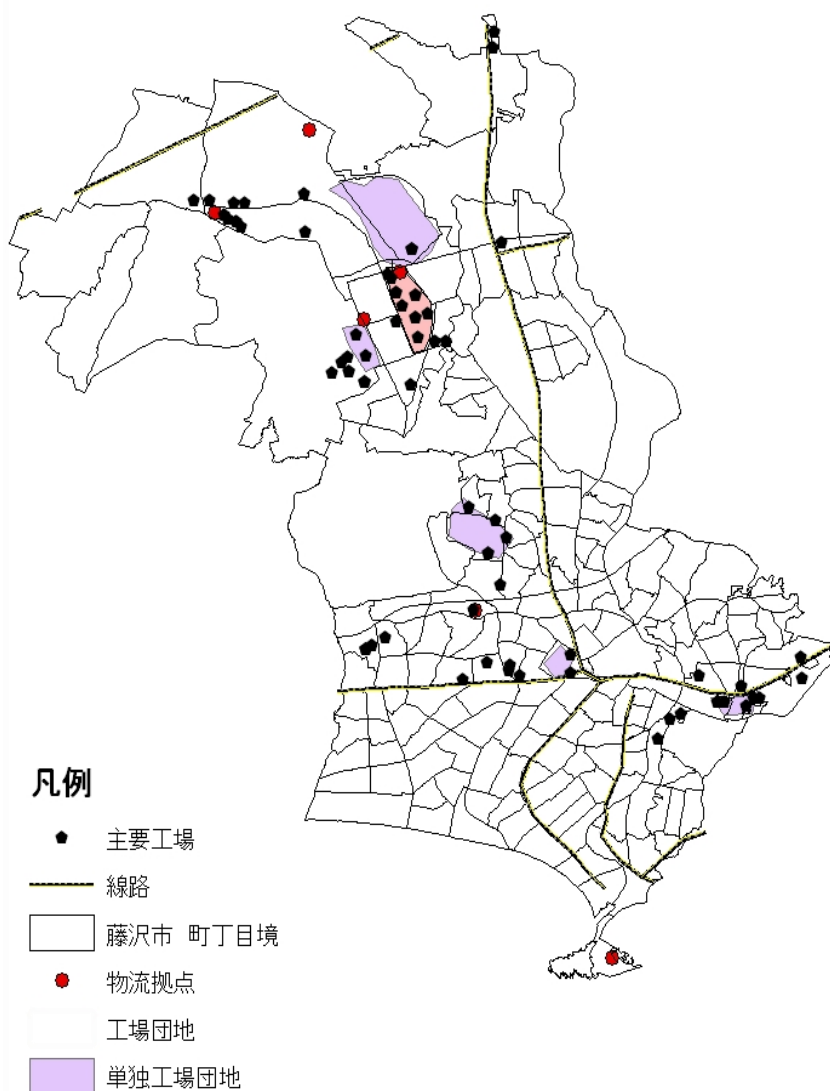 凡例
主要工場
線路
藤沢市 町丁目境
物流拠点
工場団地
単独工場団地